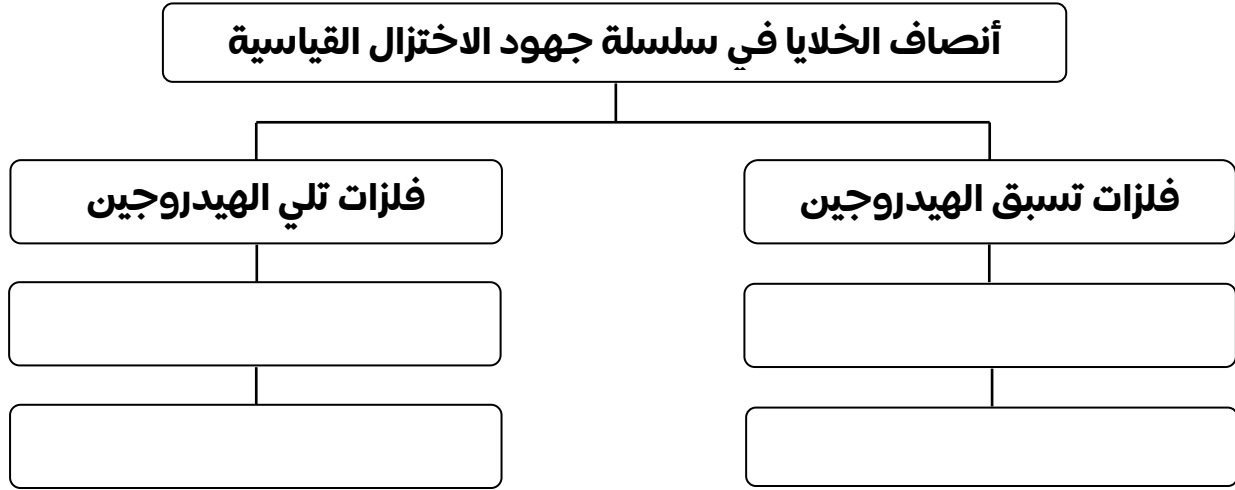 أنصاف الخلايا في سلسلة جهود الاختزال القياسية
فلزات تسبق الهيدروجين
فلزات تلي الهيدروجين